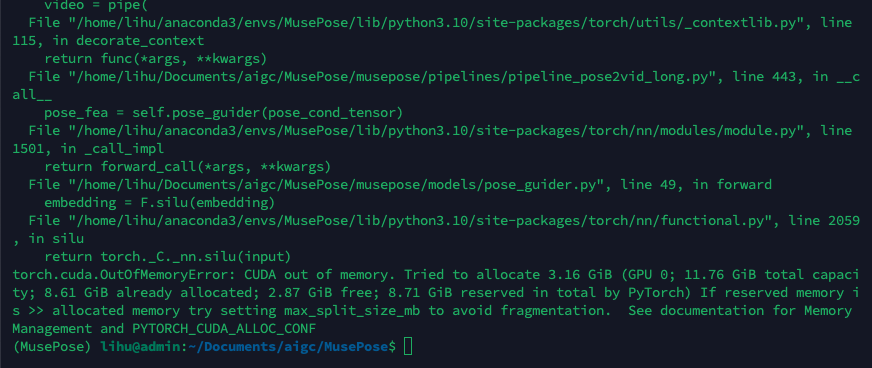 video = pipe(
File "/home/lihu/anaconda3/envs/MusePose/lib/python3.10/site-packages/torch/utils/_contextlib.py", line
115, in decorate_context
return func(*args, **kwargs)
File "/home/lihu/Documents/aigc/MusePose/musepose/pipelines/pipeline_pose2vid_long.py", line 443, in __c
all__
pose_fea = self.pose_guider(pose_cond_tensor)
File "/home/lihu/anaconda3/envs/MusePose/lib/python3.10/site-packages/torch/nn/modules/module.py", line
1501, in _call_impl
return forward_call(*args, **kwargs)
File "/home/lihu/Documents/aigc/MusePose/musepose/models/pose_guider.py", line 49, in forward
embedding = F.silu(embedding)
File "/home/lihu/anaconda3/envs/MusePose/lib/python3.10/site-packages/torch/nn/functional.py", line 2059
, in silu
return torch._C._nn.silu(input)
torch.cuda.OutOfMemoryError: CUDA out of memory. Tried to allocate 3.16 GiB (GPU 0; 11.76 GiB total capaci
ty; 8.61 GiB already allocated; 2.87 GiB free; 8.71 GiB reserved in total by PyTorch) If reserved memory i
s >> allocated memory try setting max_split_size_mb to avoid fragmentation.  See documentation for Memory
Management and PYTORCH_CUDA_ALLOC_CONF
(MusePose) lihu@admin:~/Documents/aigc/MusePose$